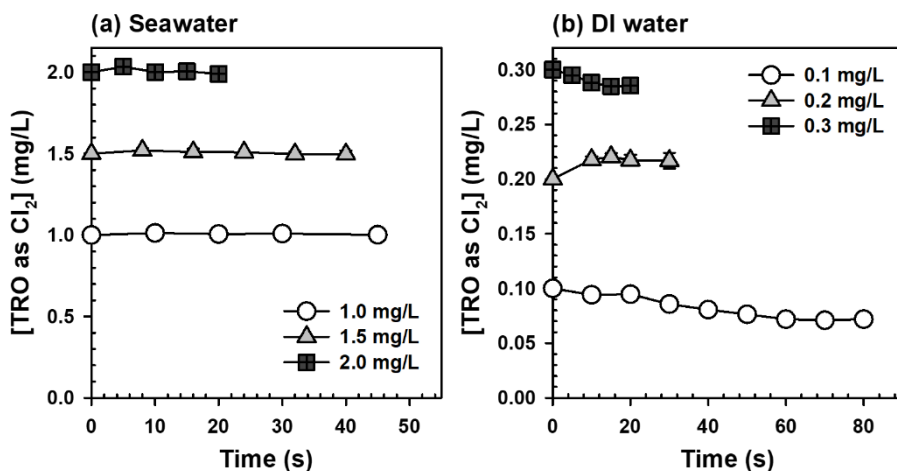 (a) Seawater
[TRO as Cl₂] (mg/L)
2.0
1.5
1.0
0.5
0.0
1.0 mg/L
1.5 mg/L
2.0 mg/L
0 10 20 30 40 50
Time (s)
(b) DI water
[TRO as Cl₂] (mg/L)
0.30
0.25
0.20
0.15
0.10
0.05
0.00
0.1 mg/L
0.2 mg/L
0.3 mg/L
0 20 40 60 80
Time (s)